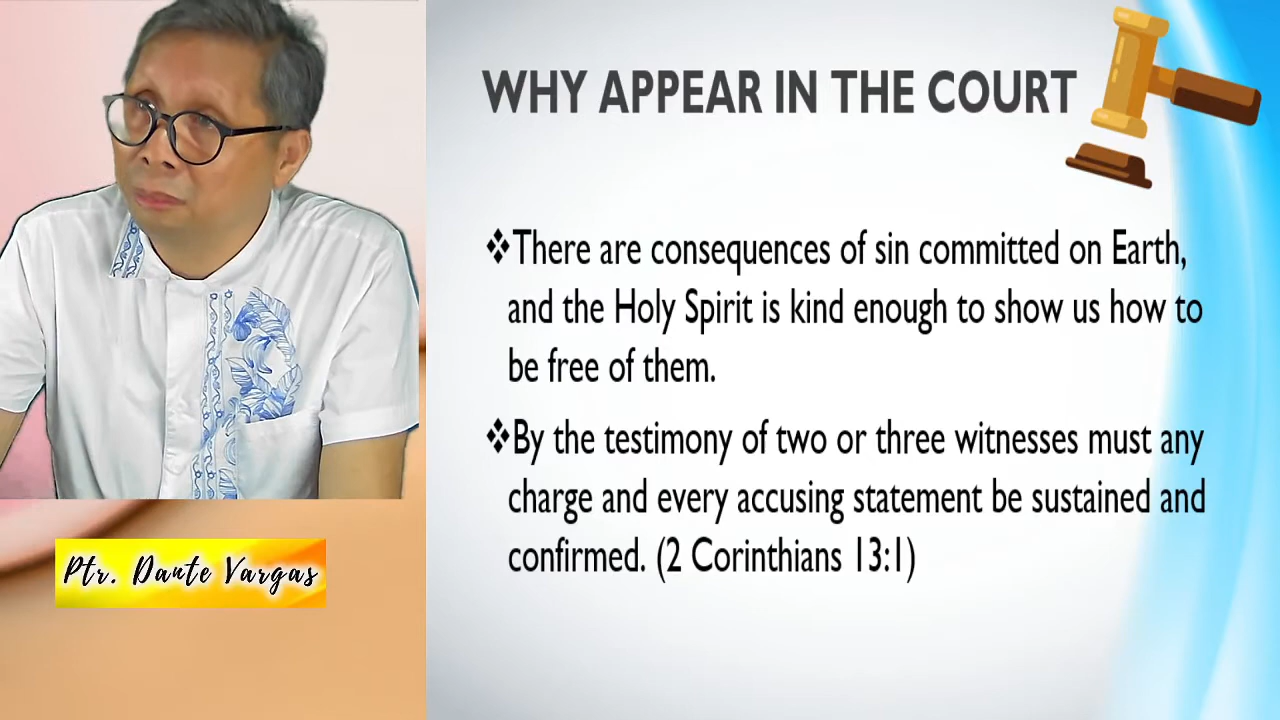 WHY APPEAR IN THE COURT
❖There are consequences of sin committed on Earth,
and the Holy Spirit is kind enough to show us how to
be free of them.
❖By the testimony of two or three witnesses must any
charge and every accusing statement be sustained and
confirmed. (2 Corinthians 13:1)
Ptr. Dante Vargas